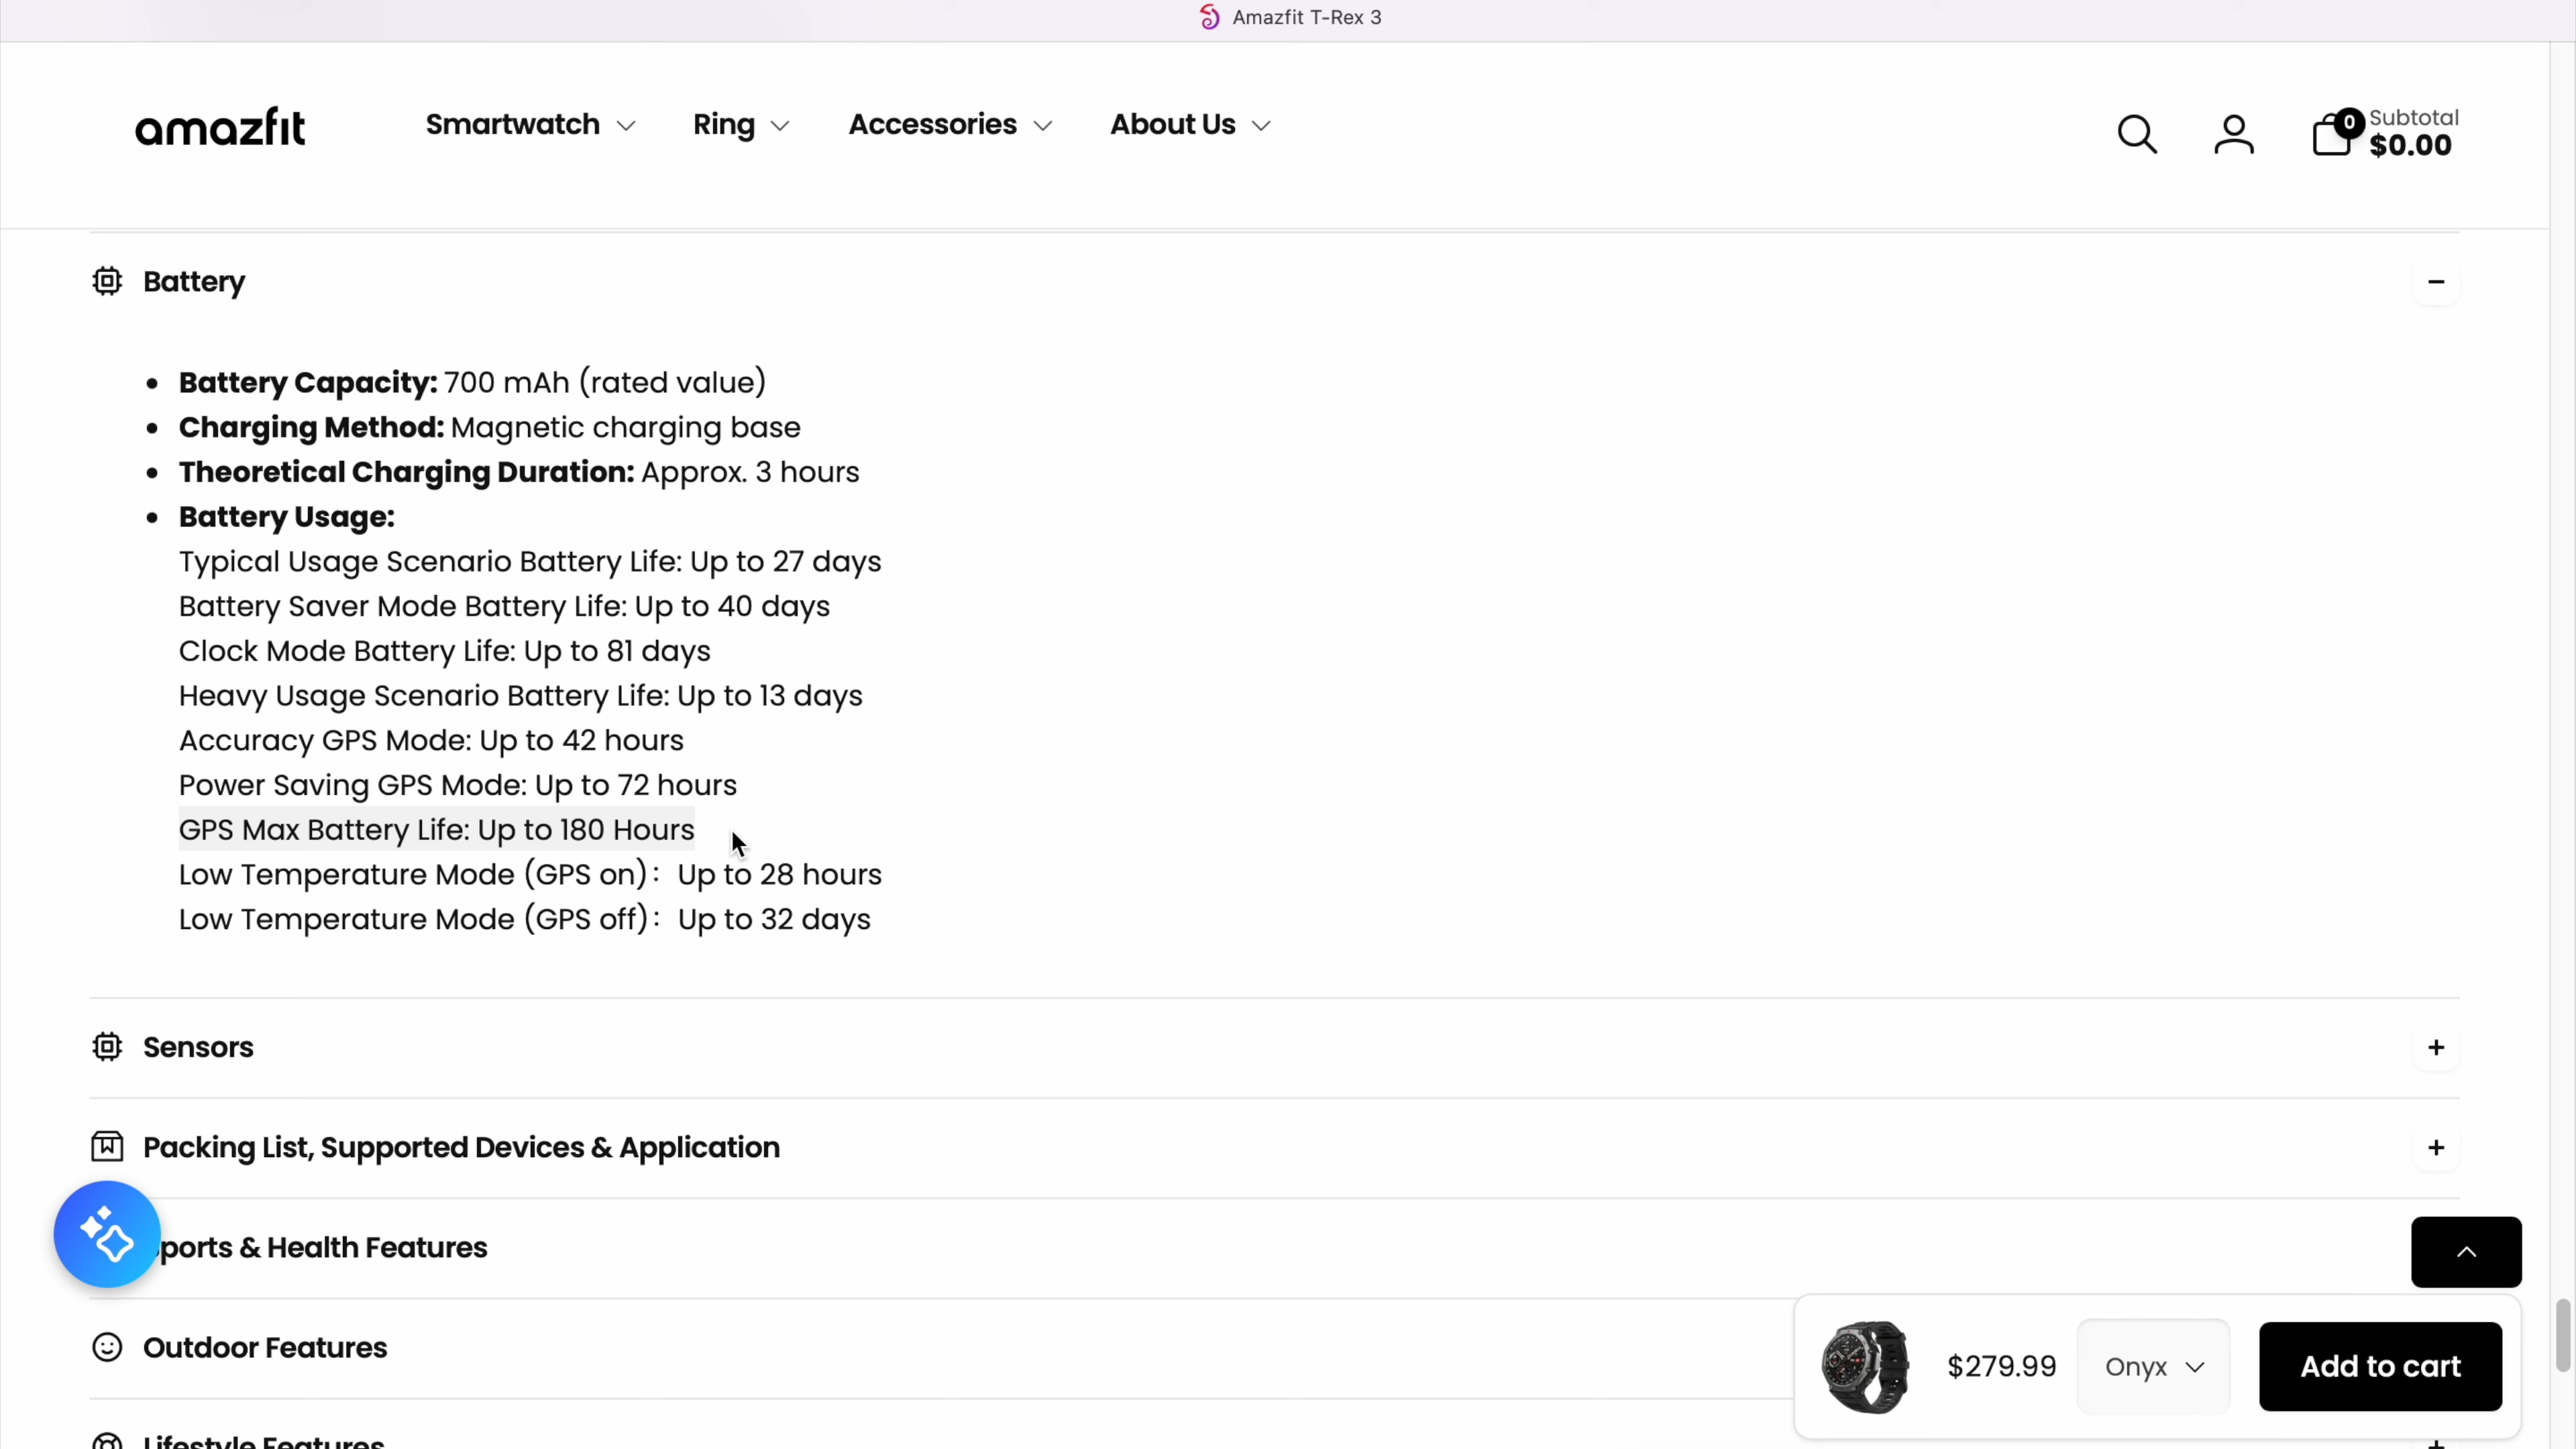 Amazfit T-Rex 3
amazfit
Smartwatch
Ring
Accessories
About Us
0
Subtotal
$0.00
Battery
Battery Capacity: 700 mAh (rated value)
Charging Method: Magnetic charging base
Theoretical Charging Duration: Approx. 3 hours
Battery Usage:
Typical Usage Scenario Battery Life: Up to 27 days
Battery Saver Mode Battery Life: Up to 40 days
Clock Mode Battery Life: Up to 81 days
Heavy Usage Scenario Battery Life: Up to 13 days
Accuracy GPS Mode: Up to 42 hours
Power Saving GPS Mode: Up to 72 hours
GPS Max Battery Life: Up to 180 Hours
Low Temperature Mode (GPS on)： Up to 28 hours
Low Temperature Mode (GPS off)： Up to 32 days
Sensors
Packing List, Supported Devices & Application
ports & Health Features
Outdoor Features
$279.99
Onyx
Add to cart
Lifestyle Features